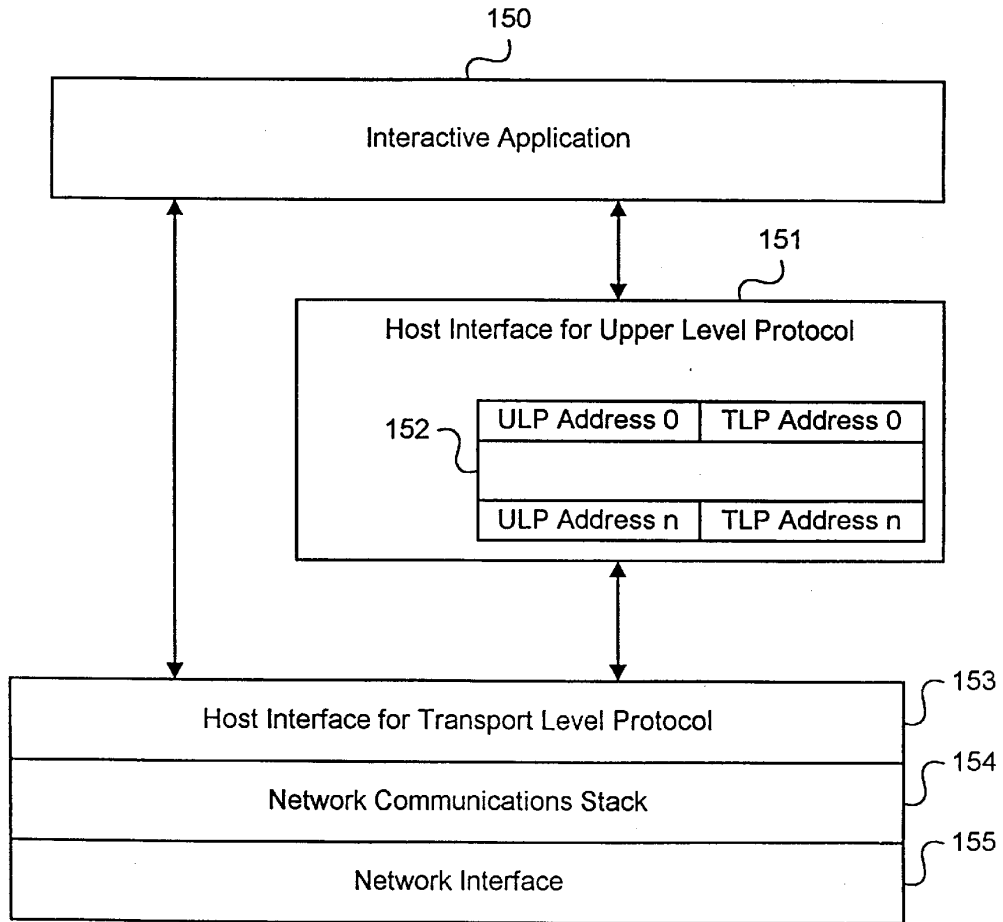 150
Interactive Application
151
Host Interface for Upper Level Protocol
152
ULP Address 0 TLP Address 0
ULP Address n TLP Address n
153
Host Interface for Transport Level Protocol
154
Network Communications Stack
155
Network Interface